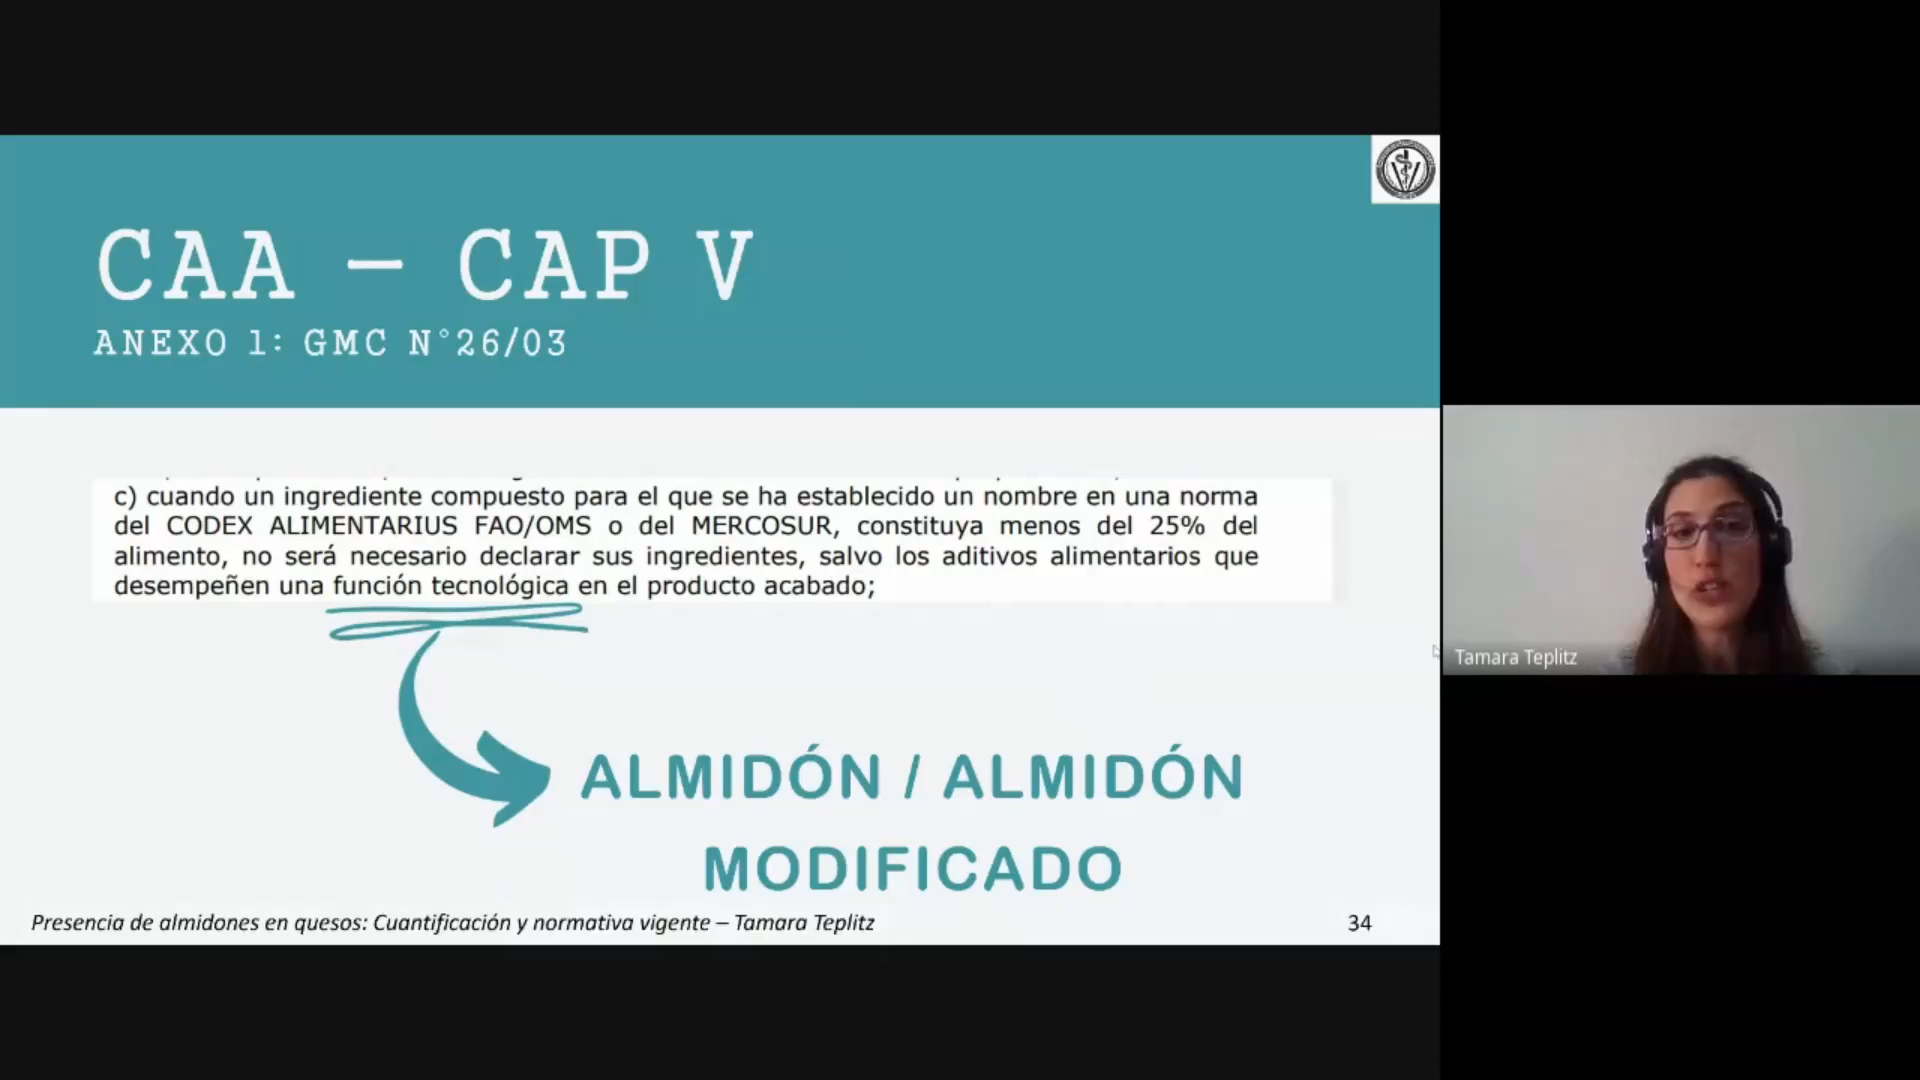 CAA – CAP V
ANEXO 1: GMC N°26/03
c) cuando un ingrediente compuesto para el que se ha establecido un nombre en una norma
del CODEX ALIMENTARIUS FAO/OMS o del MERCOSUR, constituya menos del 25% del
alimento, no será necesario declarar sus ingredientes, salvo los aditivos alimentarios que
desempeñen una función tecnológica en el producto acabado;
ALMIDÓN / ALMIDÓN
MODIFICADO
Presencia de almidones en quesos: Cuantificación y normativa vigente – Tamara Teplitz
34
Tamara Teplitz